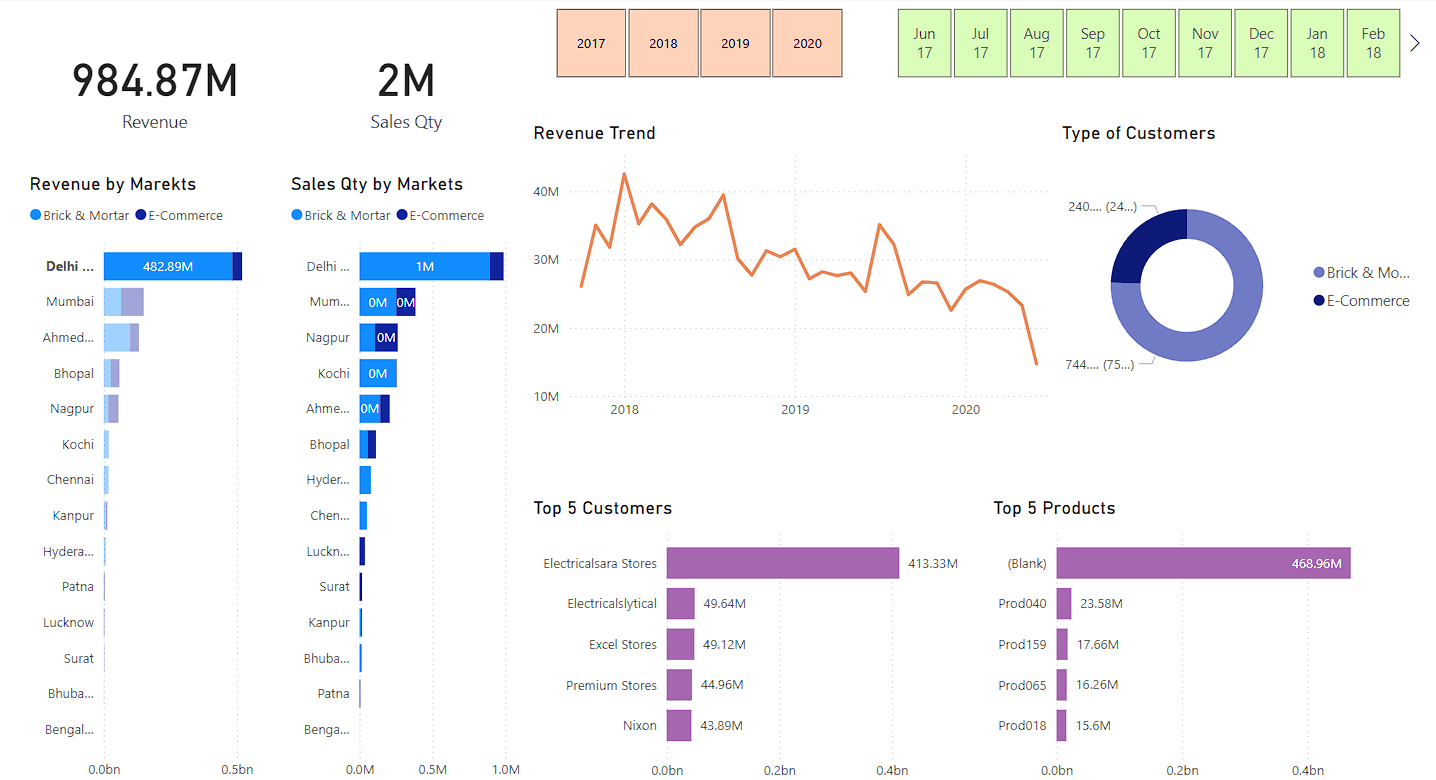 2017
2018
2019
2020
Jun
17
Jul
17
Aug
17
Sep
17
Oct
17
Nov
17
Dec
17
Jan
18
Feb
18
984.87M
Revenue
2M
Sales Qty
Revenue by Marekts
Brick & Mortar
E-Commerce
Delhi ...
482.89M
Mumbai
Ahmed...
Bhopal
Nagpur
Kochi
Chennai
Kanpur
Hydera...
Patna
Lucknow
Surat
Bhuba...
Bengal...
0.0bn
0.5bn
Sales Qty by Markets
Brick & Mortar
E-Commerce
Delhi ...
1M
Mum...
0M
0M
Nagpur
0M
Kochi
0M
Ahme...
0M
Bhopal
Hyder...
Chen...
Luckn...
Surat
Kanpur
Bhuba...
Patna
Benga...
0.0M
0.5M
1.0M
Revenue Trend
40M
30M
20M
10M
2018
2019
2020
Type of Customers
240.... (24...)
744.... (75...)
Brick & Mo...
E-Commerce
Top 5 Customers
Electricalsara Stores
413.33M
Electricalslytical
49.64M
Excel Stores
49.12M
Premium Stores
44.96M
Nixon
43.89M
0.0bn
0.2bn
0.4bn
Top 5 Products
(Blank)
468.96M
Prod040
23.58M
Prod159
17.66M
Prod065
16.26M
Prod018
15.6M
0.0bn
0.2bn
0.4bn